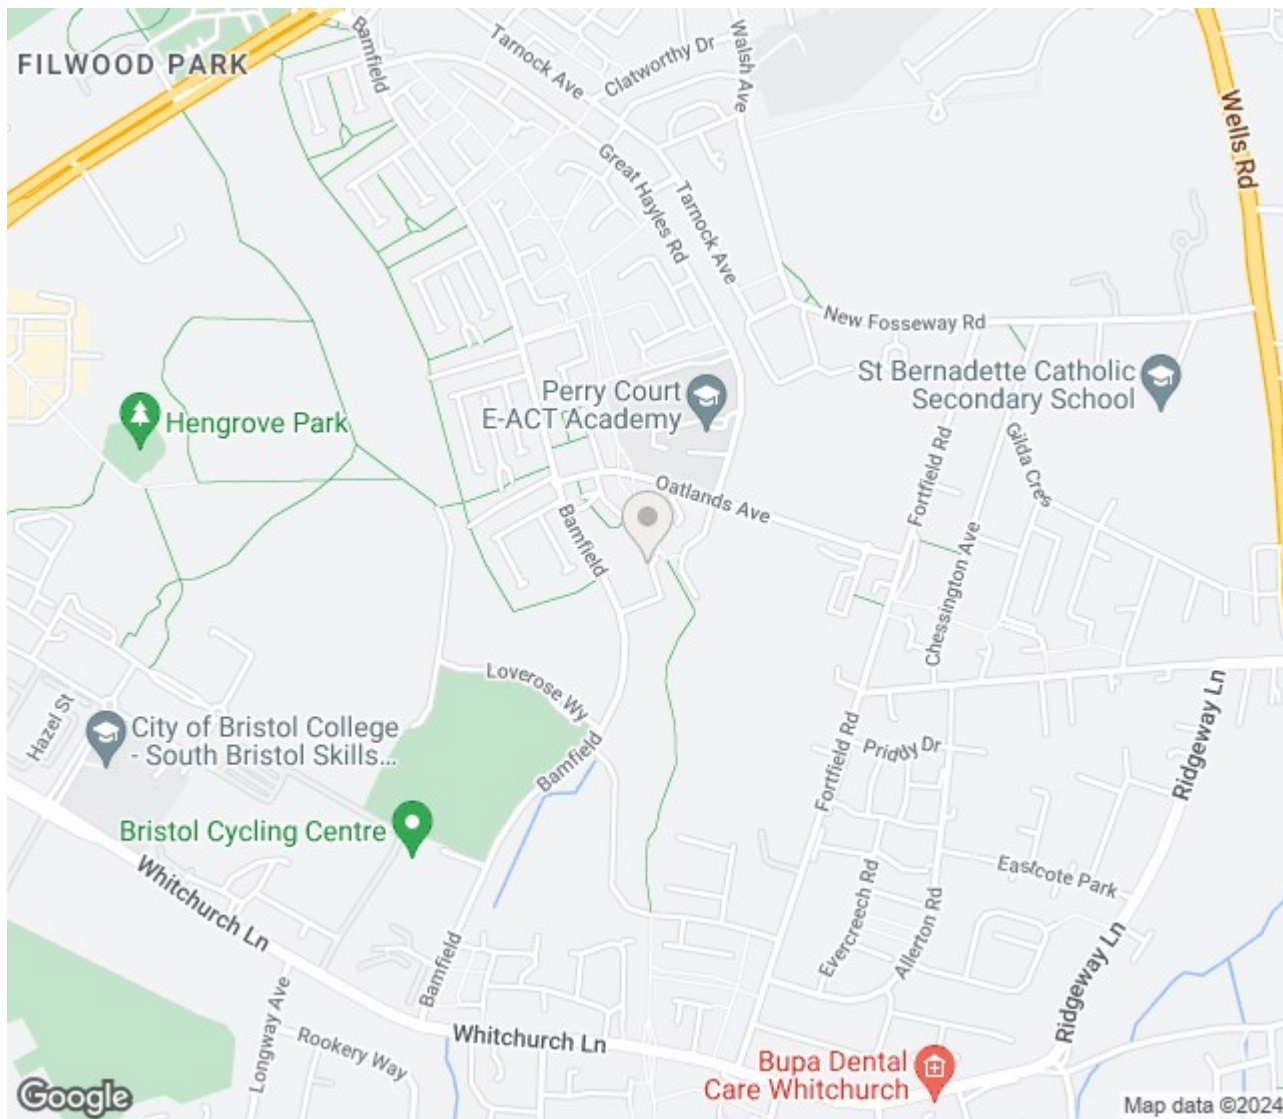 FILWOOD PARK
Bamfield
Tarnock Ave
Clatworthy Dr
Walsh Ave
Wells Rd
Great Hayles Rd
Tarnock Ave
New Fosseway Rd
Perry Court
E-ACT Academy
St Bernadette Catholic
Secondary School
Hengrove Park
Gilda Cres
Fortfield Rd
Oatlands Ave
Bamfield
Chessington Ave
Loverose Wy
Ridgeway Ln
Hazel St
City of Bristol College
- South Bristol Skills...
Bamfield
Fortfield Rd
Priddy Dr
Bristol Cycling Centre
Whitchurch Ln
Eastcote Park
Evercreech Rd
Allerton Rd
Bamfield
Ridgeway Ln
Longway Ave
Rookery Way
Whitchurch Ln
Bupa Dental
Care Whitchurch
Google
Map data ©2024